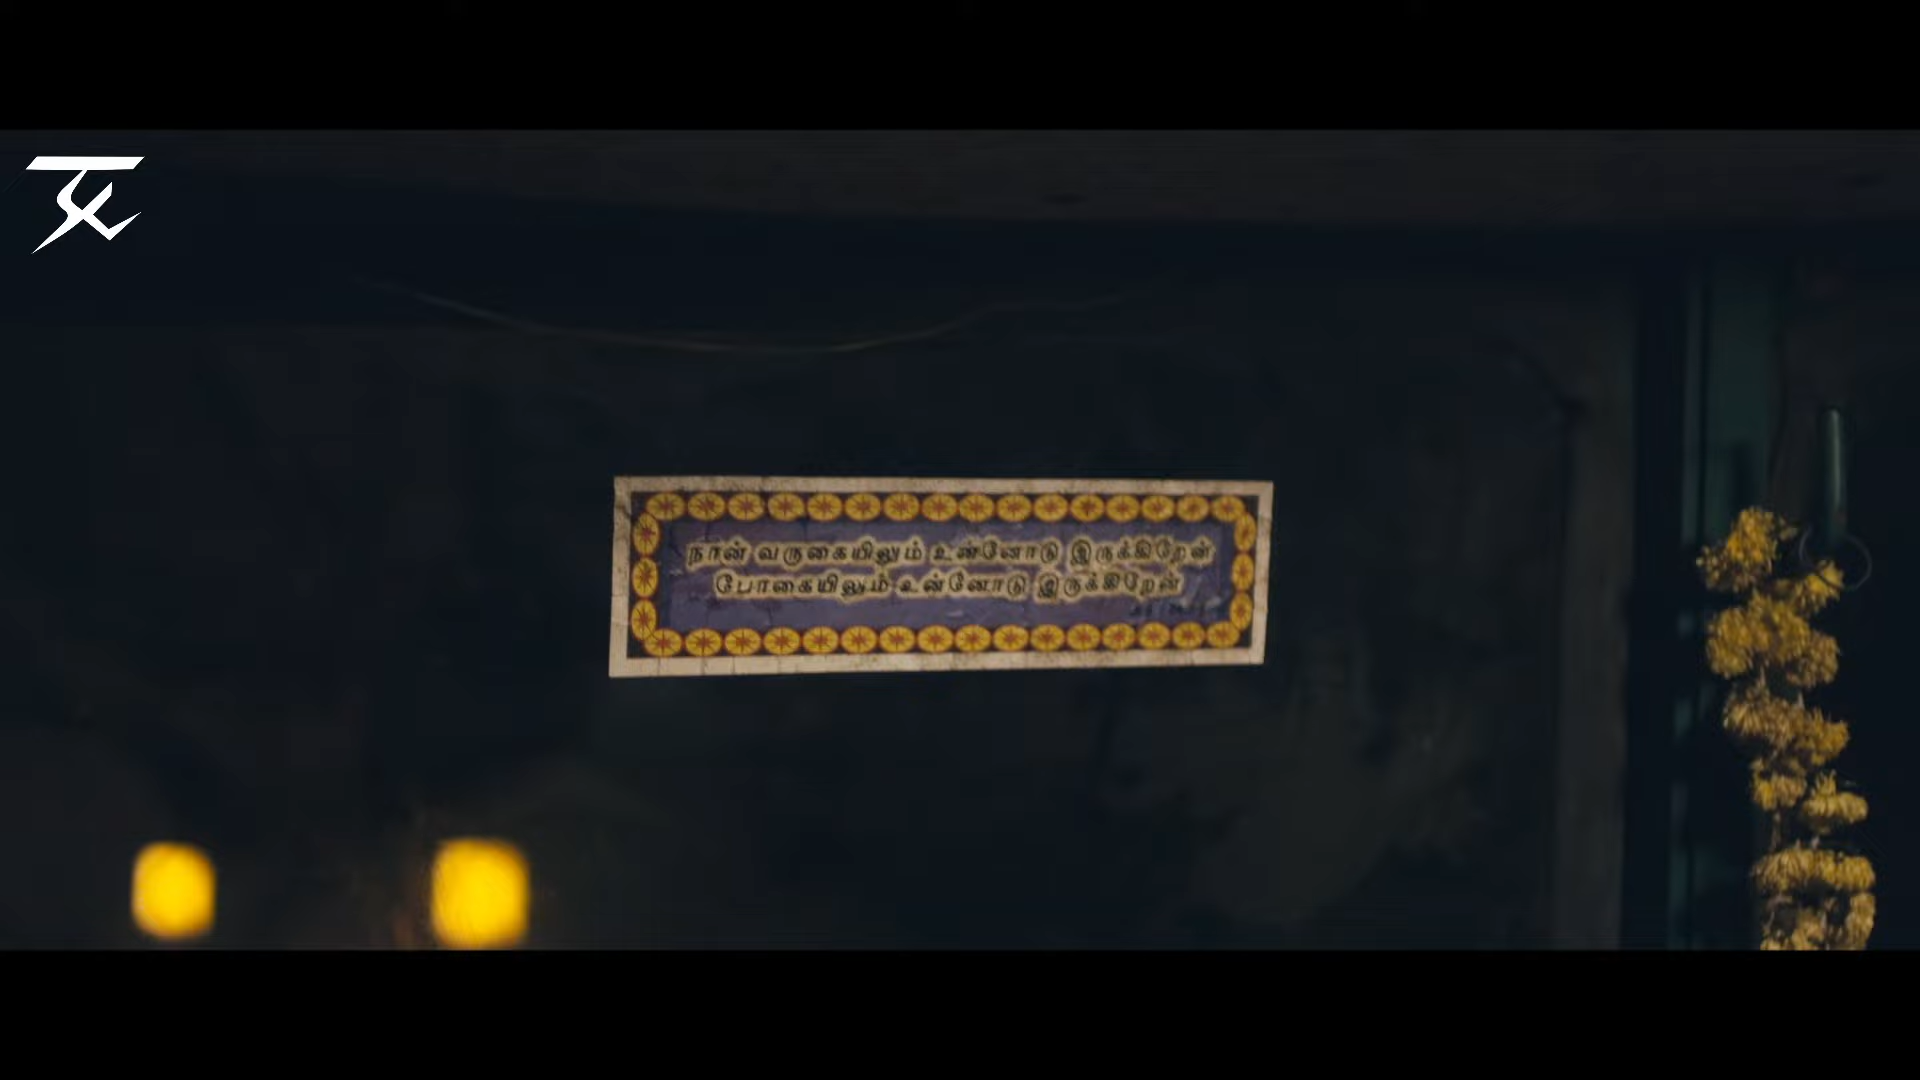 நான் வருகையிலும் உன்னோடு இருக்கிறேன்
போகையிலும் உன்னோடு இருக்கிறேன்